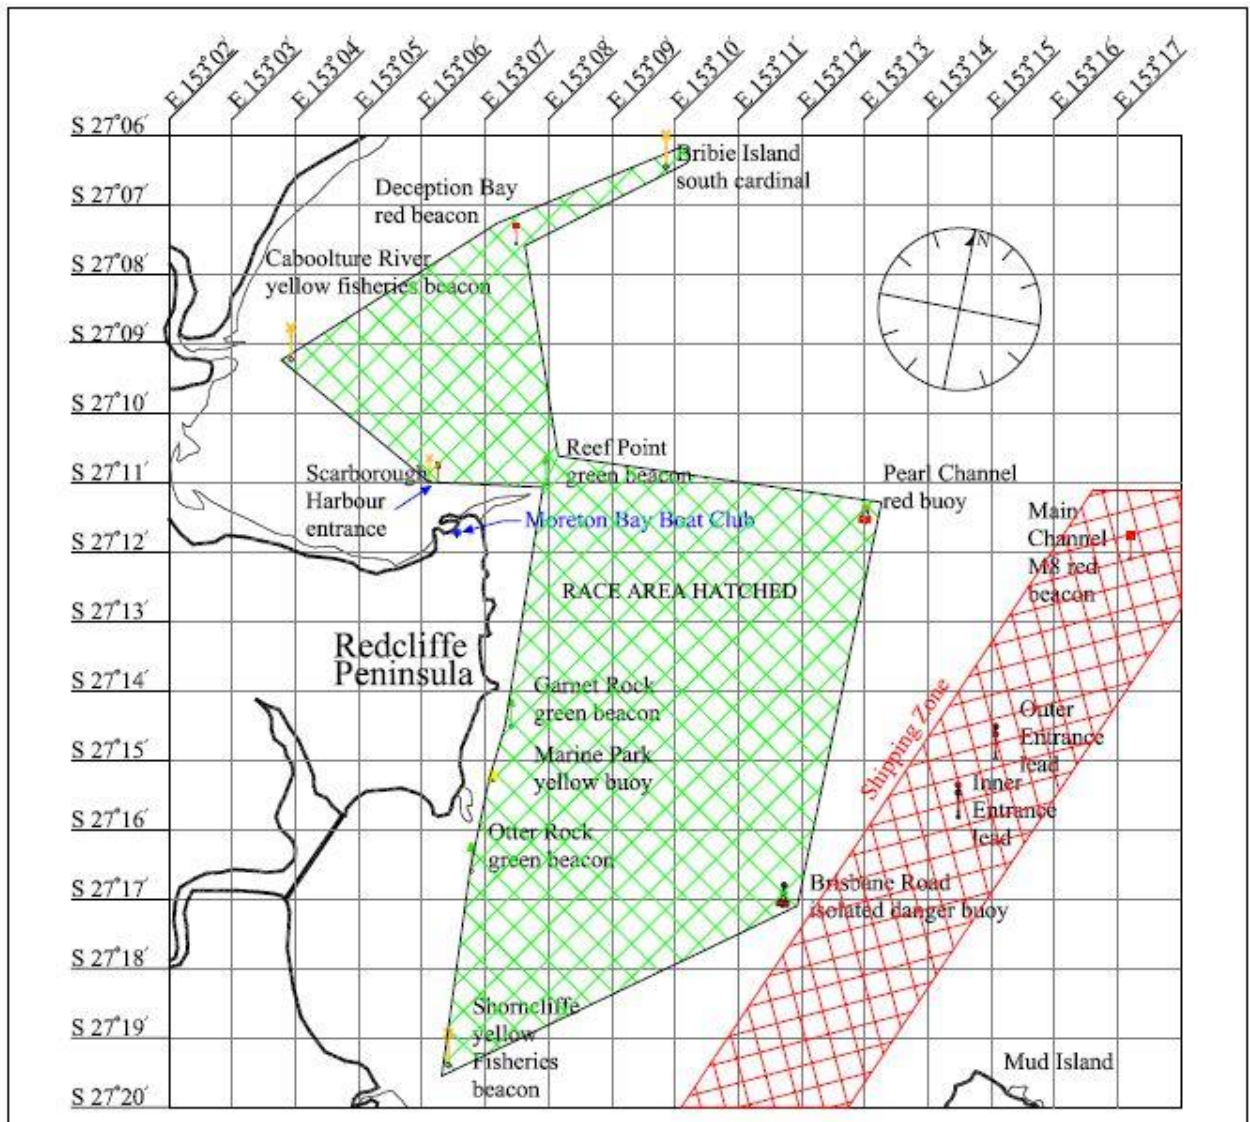 E 153°02'
E 153°03'
E 153°04'
E 153°05'
E 153°06'
E 153°07'
E 153°08'
E 153°09'
E 153°10'
E 153°11'
E 153°12'
E 153°13'
E 153°14'
E 153°15'
E 153°16'
E 153°17'
S 27°06'
Bribie Island
south cardinal
Deception Bay
red beacon
S 27°07'
N
Caboolture River
yellow fisheries beacon
S 27°08'
S 27°09'
S 27°10'
Reef Point
green beacon
S 27°11'
Scarborough
Harbour
entrance
Pearl Channel
red buoy
Moreton Bay Boat Club
Main
Channel
M8 red
beacon
S 27°12'
RACE AREA HATCHED
S 27°13'
Redcliffe
Peninsula
S 27°14'
Garnet Rock
green beacon
Shipping Zone
Outer
Entrance
lead
S 27°15'
Marine Park
yellow buoy
Inner
Entrance
lead
S 27°16'
Otter Rock
green beacon
S 27°17'
Brisbane Road
isolated danger buoy
S 27°18'
S 27°19'
Shorncliffe
yellow
Fisheries
beacon
Mud Island
S 27°20'